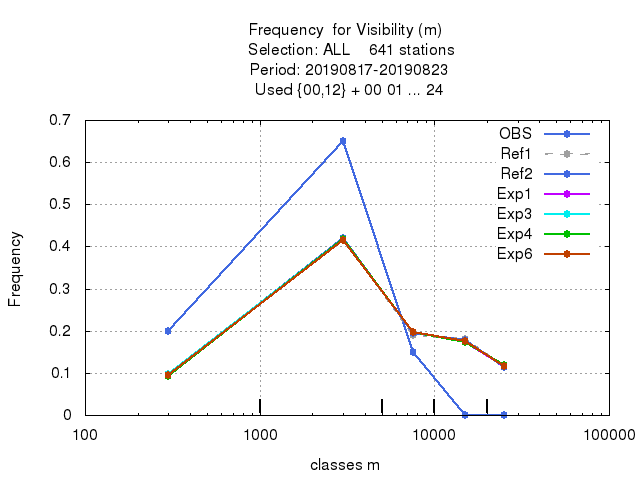 Frequency  for Visibility (m)
Selection: ALL    641 stations
Period: 20190817-20190823
Used {00,12} + 00 01 ... 24
0.7
0.6
0.5
0.4
0.3
0.2
0.1
0
Frequency
OBS
Ref1
Ref2
Exp1
Exp3
Exp4
Exp6
100 1000 10000 100000
classes m